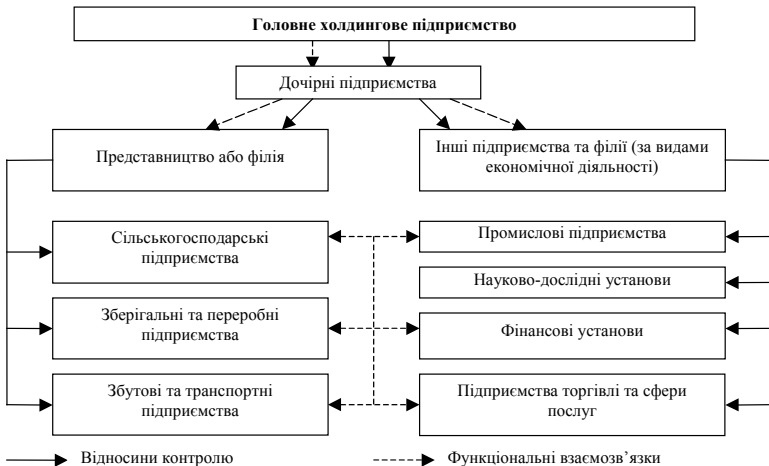 Головне холдингове підприємство
Дочірні підприємства
Представництво або філія
Інші підприємства та філії (за видами
економічної діяльності)
Сільськогосподарські
підприємства
Промислові підприємства
Науково-дослідні установи
Зберігальні та переробні
підприємства
Фінансові установи
Збутові та транспортні
підприємства
Підприємства торгівлі та сфери
послуг
Відносини контролю
Функціональні взаємозв’язки